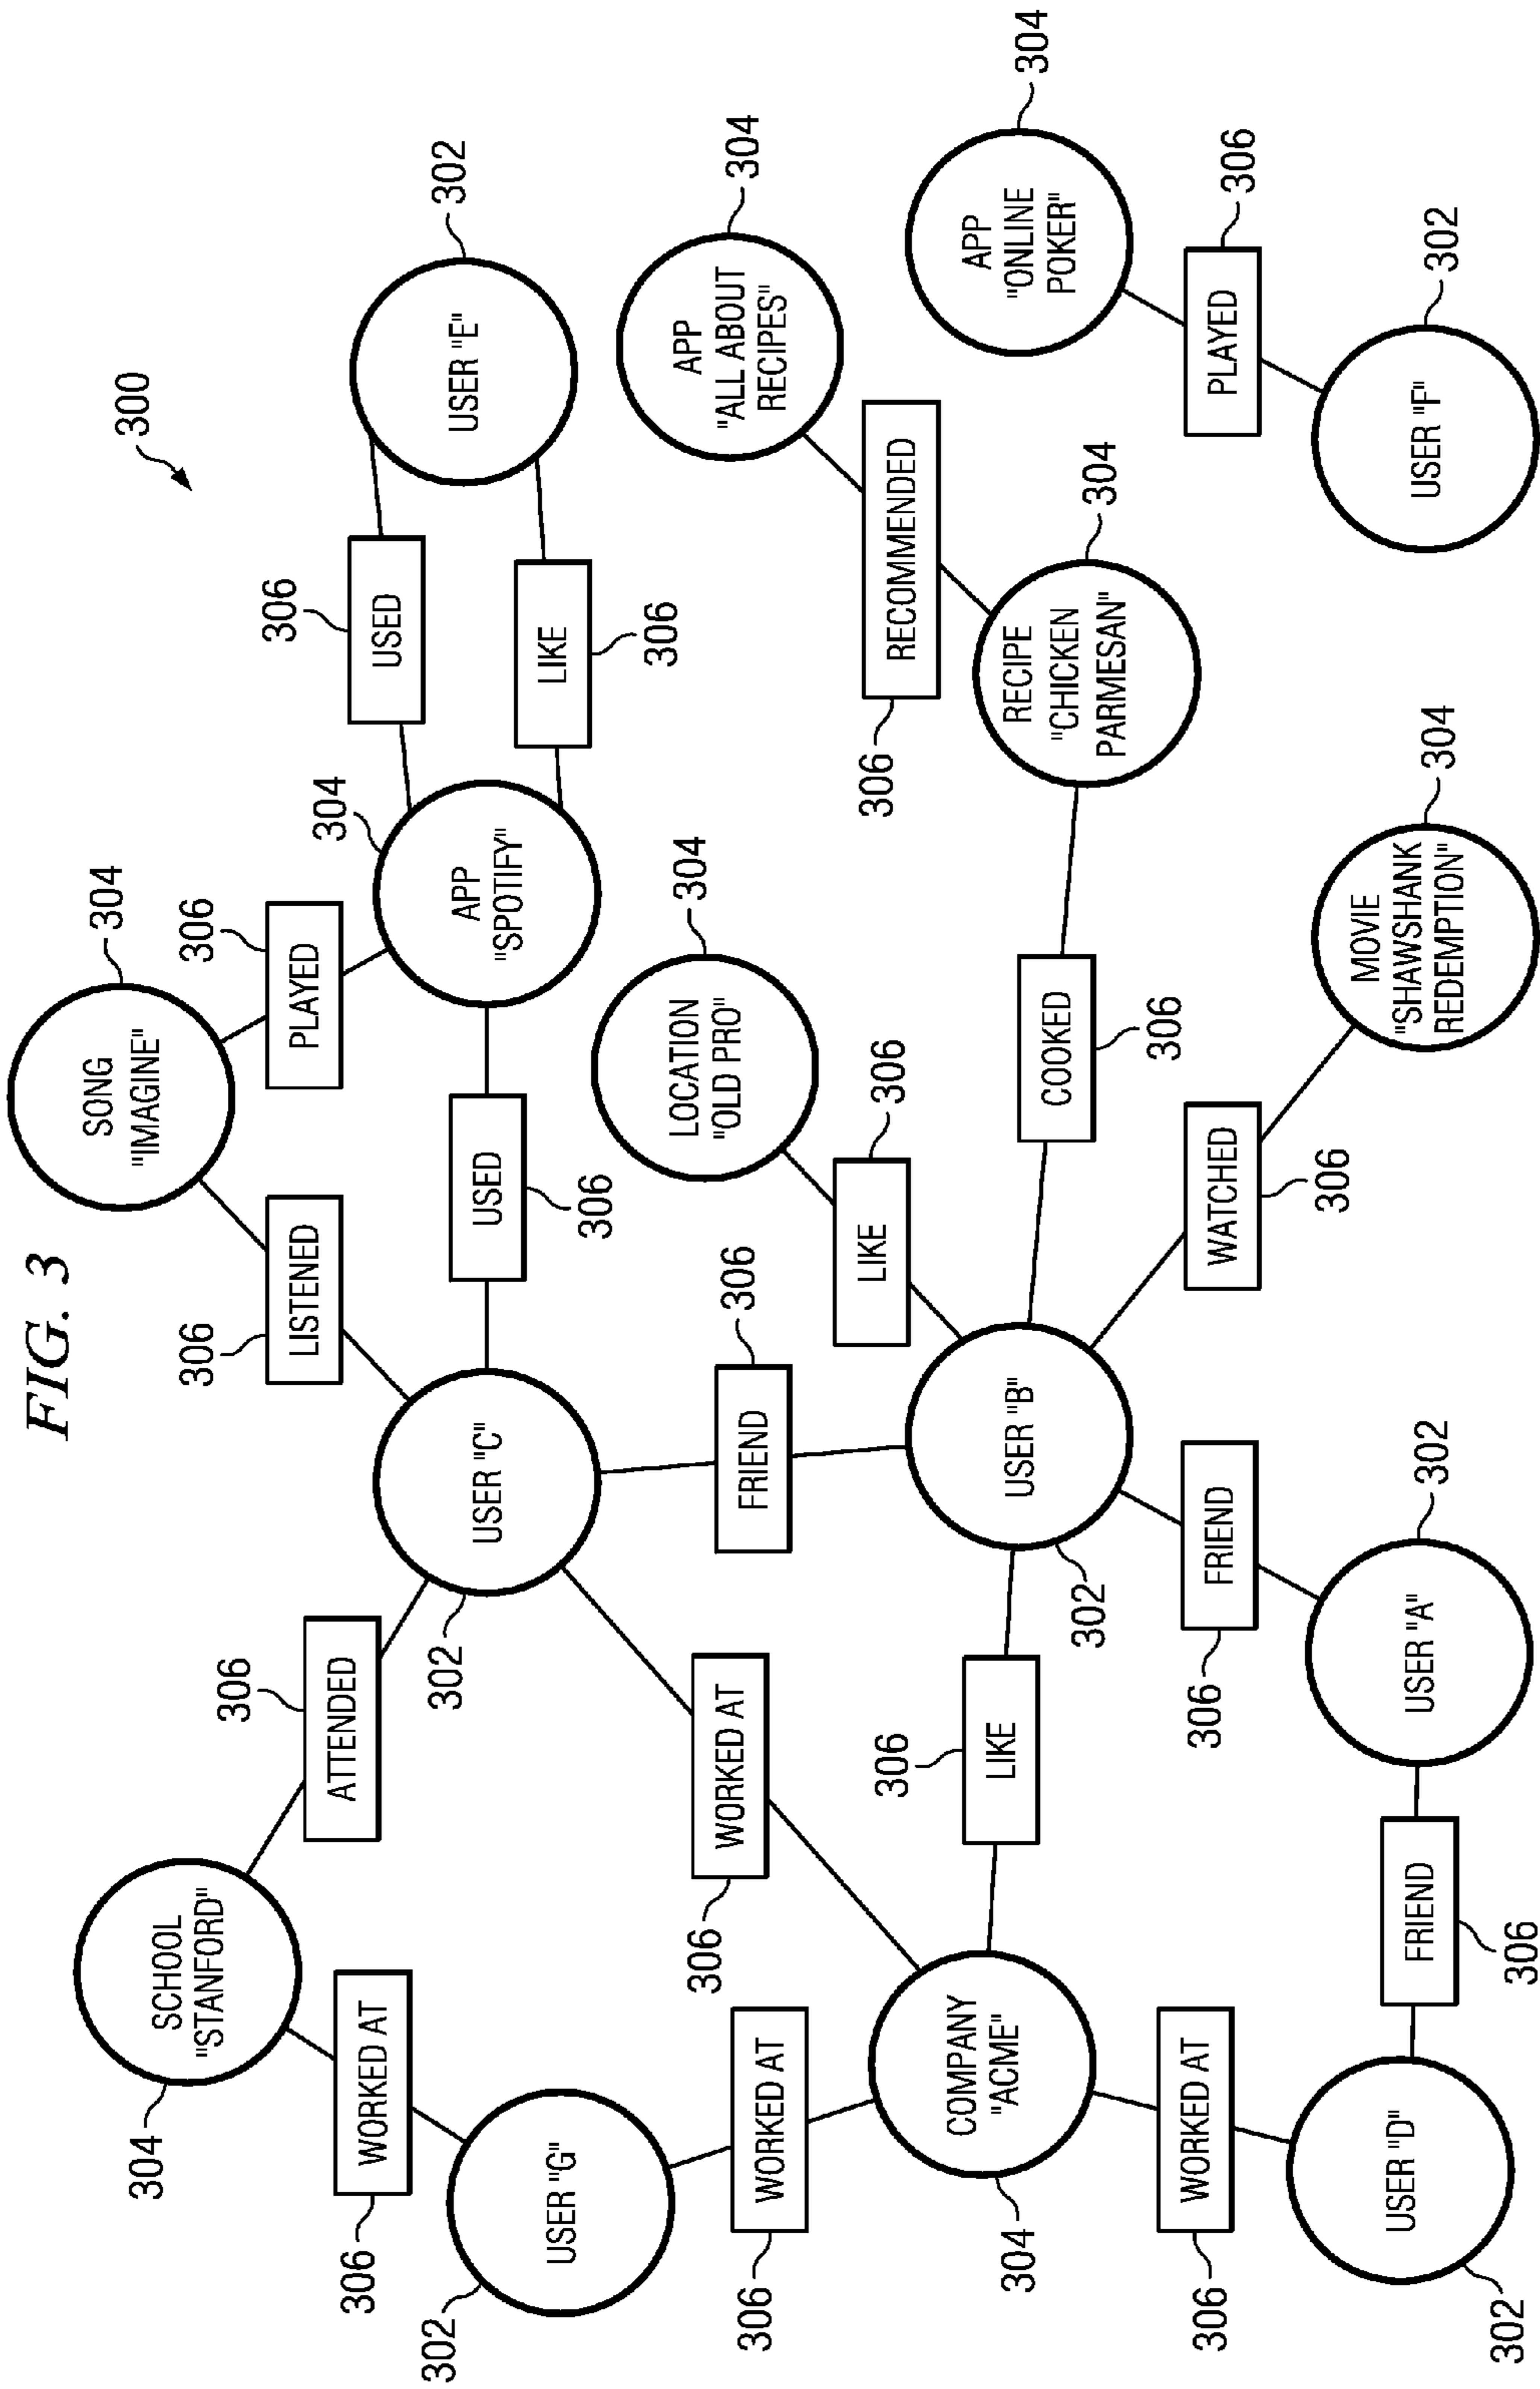 FIG. 3
300
304
SONG
"IMAGINE"
304
SCHOOL
"STANFORD"
306
ATTENDED
306
LISTENED
306
PLAYED
306
USED
302
USER "E"
304
APP
"SPOTIFY"
306
WORKED AT
302
USER "C"
USED
306
LIKE
306
302
USER "G"
306
WORKED AT
306
FRIEND
304
LOCATION
"OLD PRO"
304
APP
"ALL ABOUT
RECIPES"
306
WORKED AT
LIKE
306
306
RECOMMENDED
304
COMPANY
"ACME"
306
LIKE
302
USER "B"
COOKED
306
304
RECIPE
"CHICKEN
PARMESAN"
304
APP
"ONLINE
POKER"
306
WORKED AT
306
FRIEND
WATCHED
306
PLAYED
306
302
USER "D"
FRIEND
306
302
USER "A"
304
MOVIE
"SHAWSHANK
REDEMPTION"
302
USER "F"